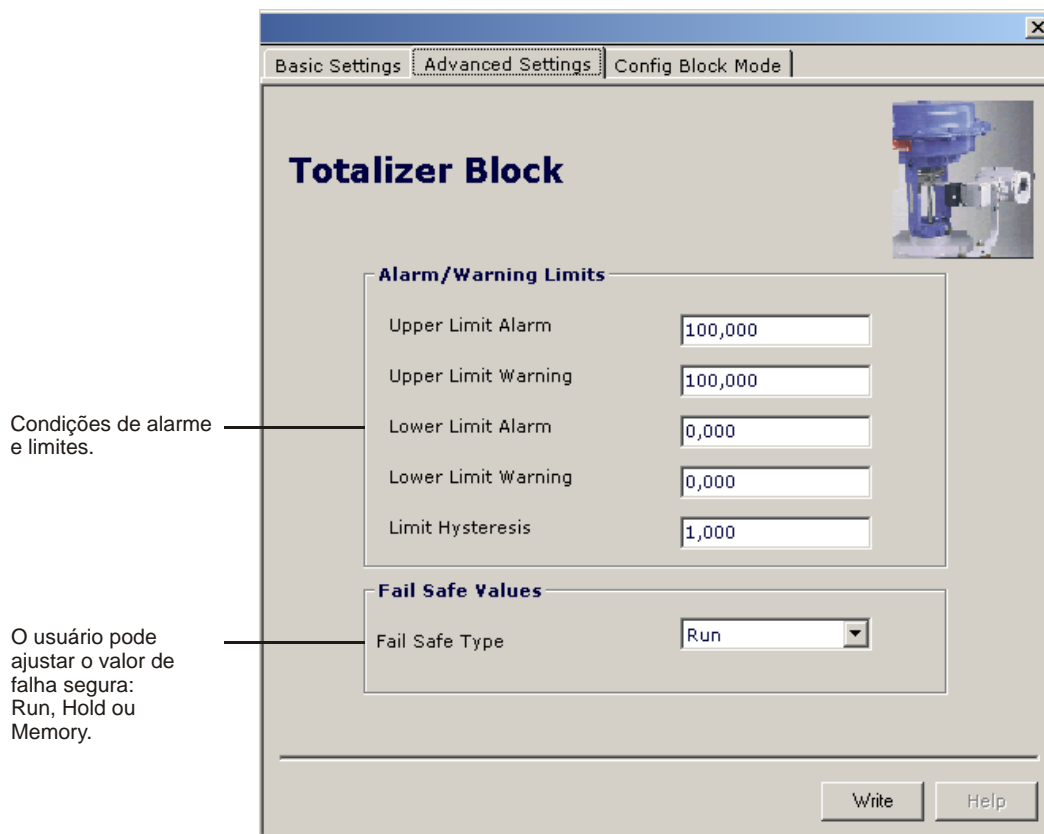 Basic Settings Advanced Settings Config Block Mode
Totalizer Block
Alarm/Warning Limits
Upper Limit Alarm 100,000
Upper Limit Warning 100,000
Lower Limit Alarm 0,000
Lower Limit Warning 0,000
Limit Hysteresis 1,000
Condições de alarme
e limites.
Fail Safe Values
Fail Safe Type Run
O usuário pode
ajustar o valor de
falha segura:
Run, Hold ou
Memory.
Write Help